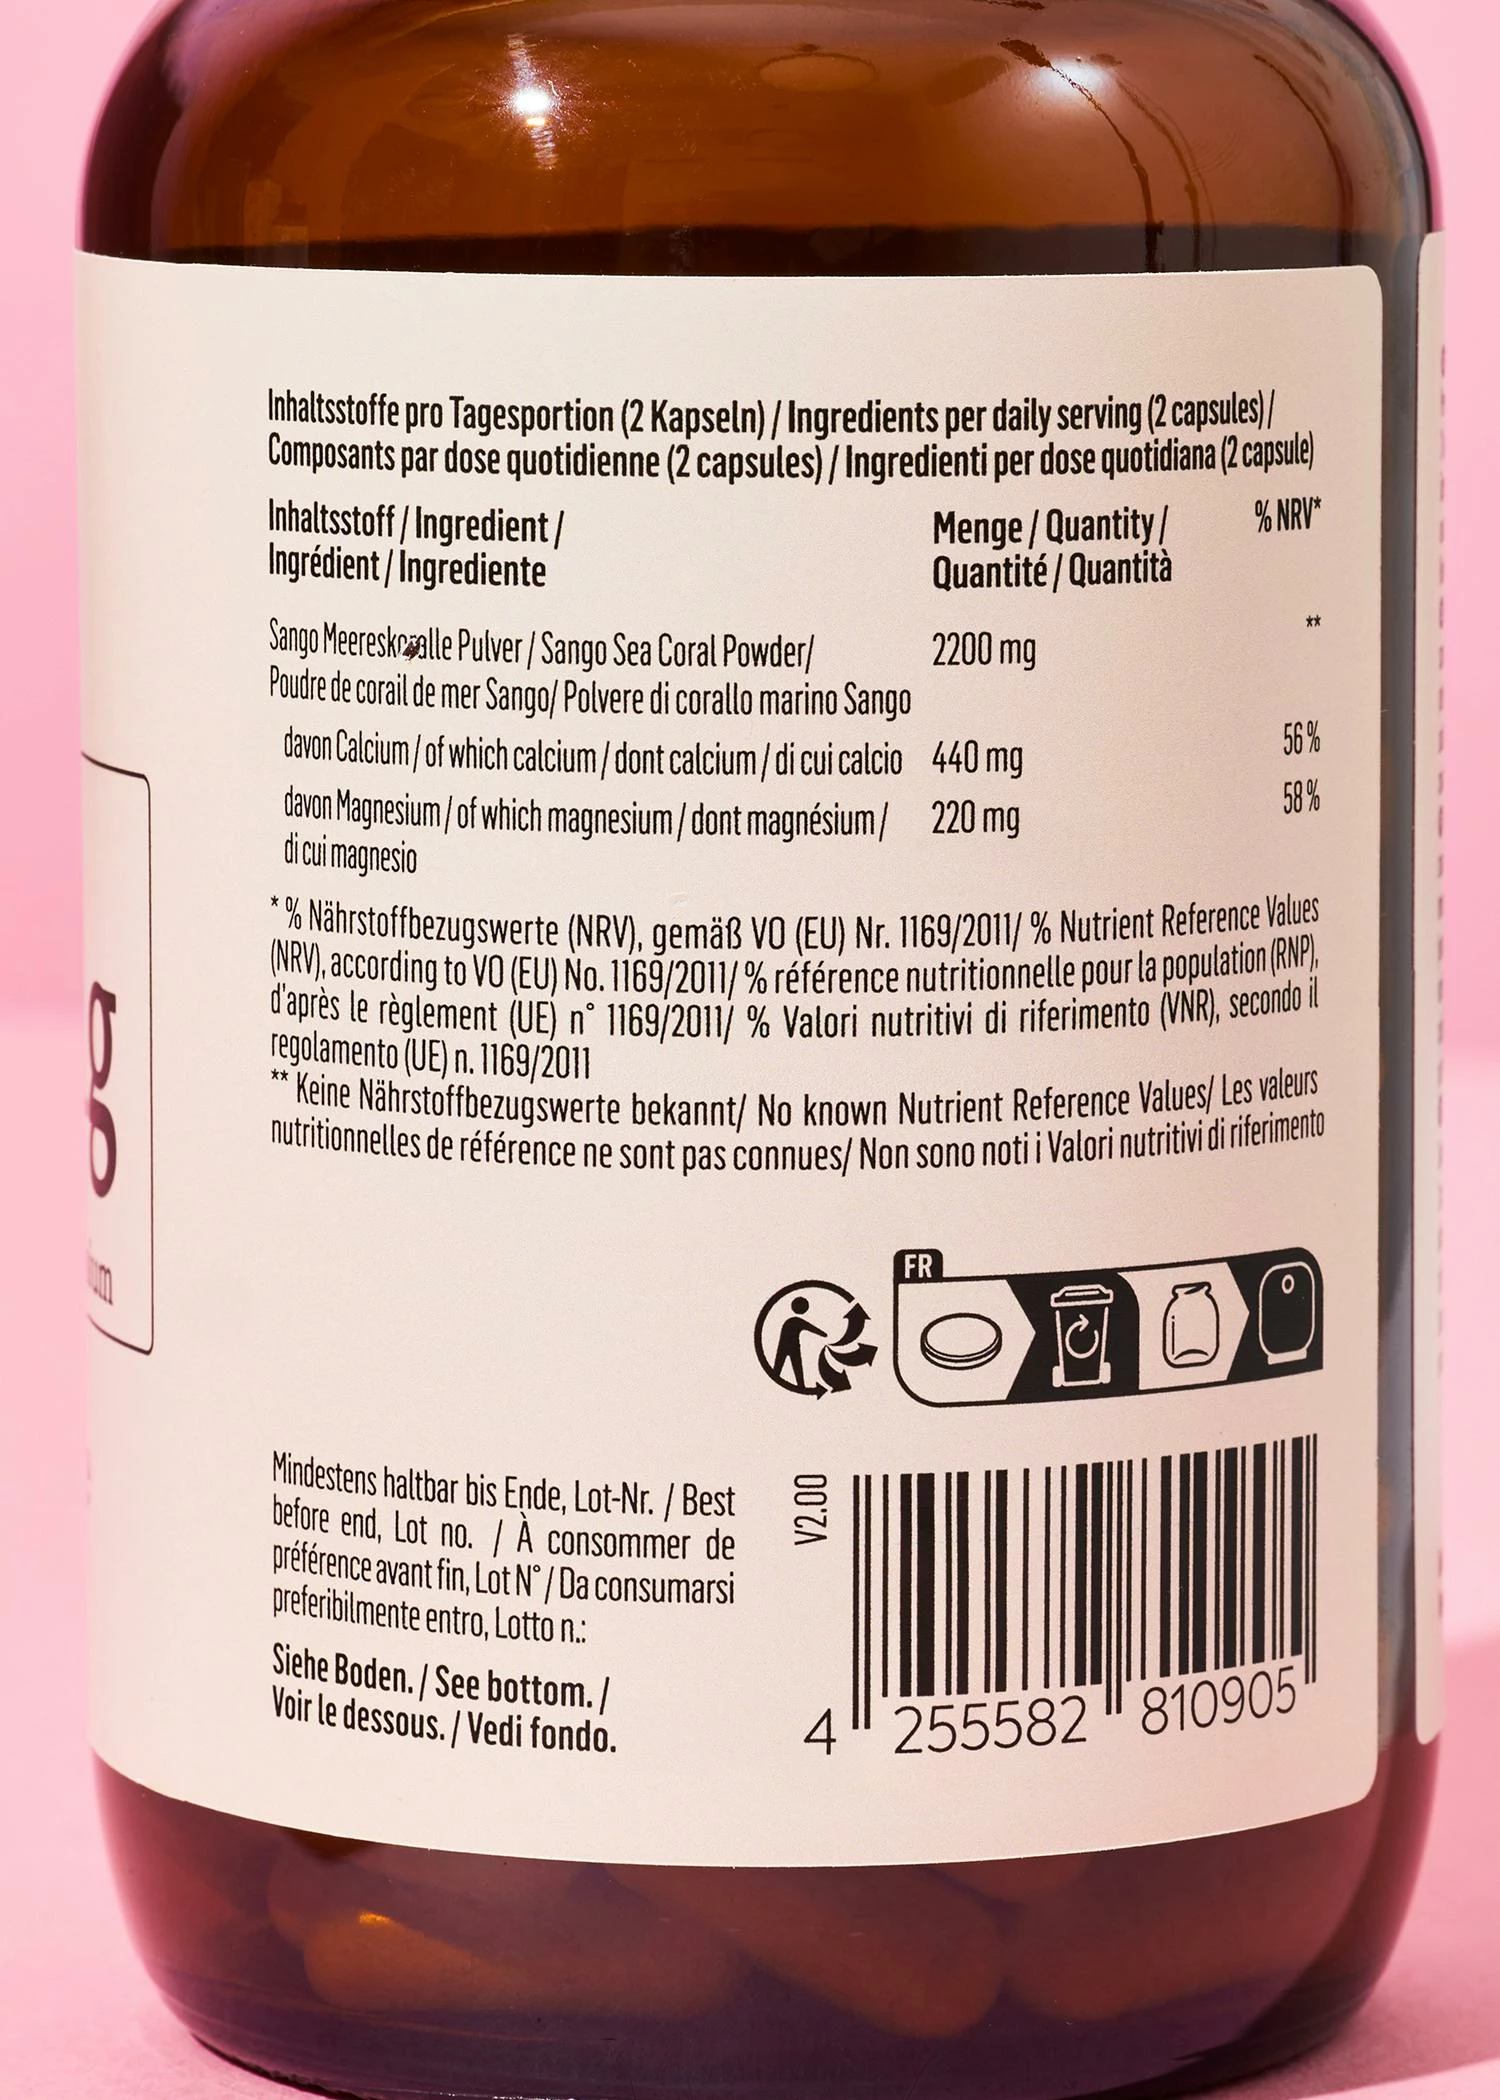 Inhaltsstoffe pro Tagesportion (2 Kapseln) / Ingredients per daily serving (2 capsules)/
Composants par dose quotidienne (2 capsules) / Ingredienti per dose quotidiana (2 capsule)
Inhaltsstoff / Ingredient /
Ingrédient / Ingrediente
Menge / Quantity /
Quantité / Quantità
% NRV*
Sango Meereskoralle Pulver / Sango Sea Coral Powder/
Poudre de corail de mer Sango/ Polvere di corallo marino Sango
2200 mg
**
davon Calcium / of which calcium / dont calcium / di cui calcio 440 mg 56 %
davon Magnesium / of which magnesium / dont magnésium /
di cui magnesio
220 mg
58 %
* % Nährstoffbezugswerte (NRV), gemäß VO (EU) Nr. 1169/2011/ % Nutrient Reference Values
(NRV), according to VO (EU) No. 1169/2011/ % référence nutritionnelle pour la population (RNP),
d'après le règlement (UE) n° 1169/2011/ % Valori nutritivi di riferimento (VNR), secondo il
regolamento (UE) n. 1169/2011
** Keine Nährstoffbezugswerte bekannt/ No known Nutrient Reference Values/ Les valeurs
nutritionnelles de référence ne sont pas connues/ Non sono noti i Valori nutritivi di riferimento
FR
Mindestens haltbar bis Ende, Lot-Nr. / Best
before end, Lot no. / À consommer de
préférence avant fin, Lot N° / Da consumarsi
preferibilmente entro, Lotto n.:
Siehe Boden. / See bottom. /
Voir le dessous. / Vedi fondo.
V2.00
4 255582 810905